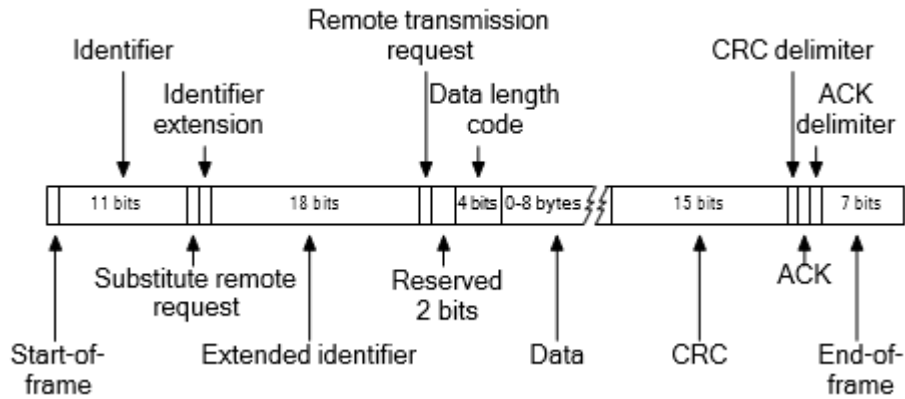 Remote transmission
request
Identifier
CRC delimiter
Identifier
extension
Data length
code
ACK
delimiter
11 bits
18 bits
4 bits
0-8 bytes
15 bits
7 bits
Substitute remote
request
Reserved
2 bits
ACK
Start-of-
frame
Extended identifier
Data
CRC
End-of-
frame